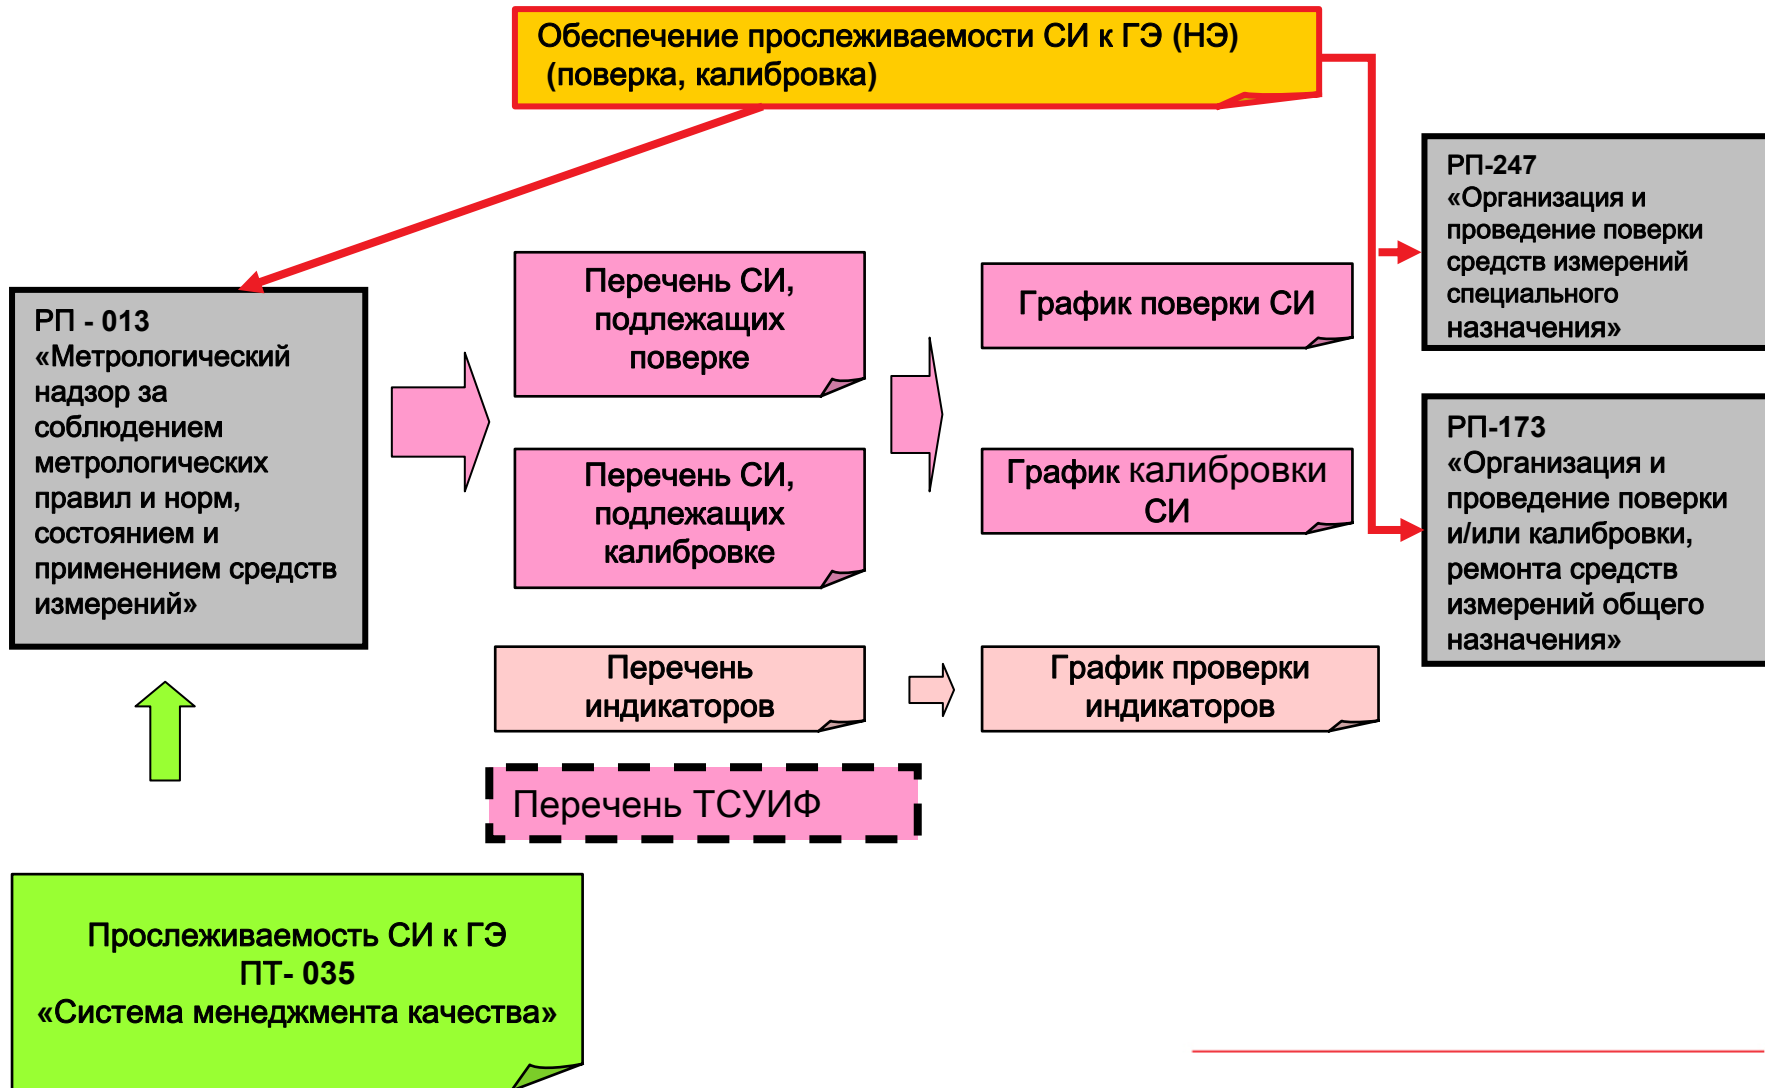 Обеспечение прослеживаемости СИ к ГЭ (НЭ)
(поверка, калибровка)
РП-247
«Организация и
проведение поверки
средств измерений
специального
назначения»
РП - 013
«Метрологический
надзор за
соблюдением
метрологических
правил и норм,
состоянием и
применением средств
измерений»
Перечень СИ,
подлежащих
поверке
График поверки СИ
Перечень СИ,
подлежащих
калибровке
График калибровки
СИ
РП-173
«Организация и
проведение поверки
и/или калибровки,
ремонта средств
измерений общего
назначения»
Перечень
индикаторов
График проверки
индикаторов
Перечень ТСУИФ
Прослеживаемость СИ к ГЭ
ПТ- 035
«Система менеджмента качества»